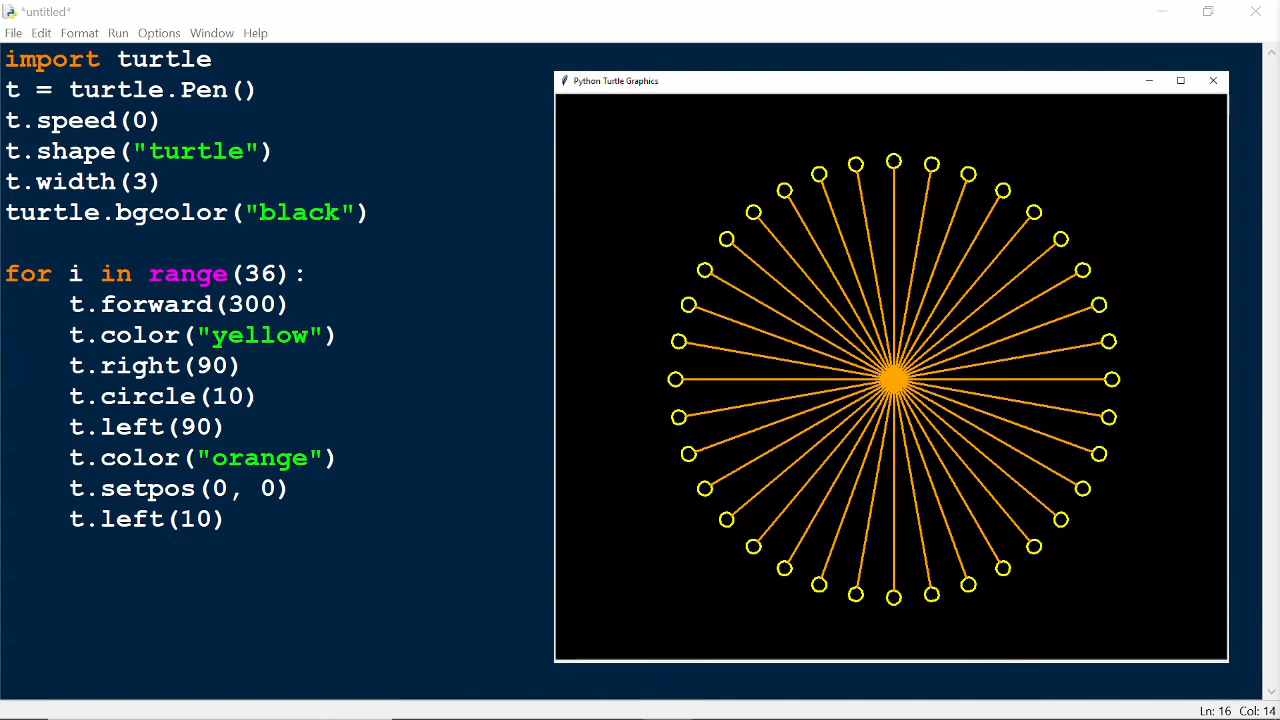 *untitled*
File Edit Format Run Options Window Help
import turtle
t = turtle.Pen()
t.speed(0)
t.shape("turtle")
t.width(3)
turtle.bgcolor("black")
for i in range(36):
    t.forward(300)
    t.color("yellow")
    t.right(90)
    t.circle(10)
    t.left(90)
    t.color("orange")
    t.setpos(0, 0)
    t.left(10)
Python Turtle Graphics
Ln: 16 Col: 14